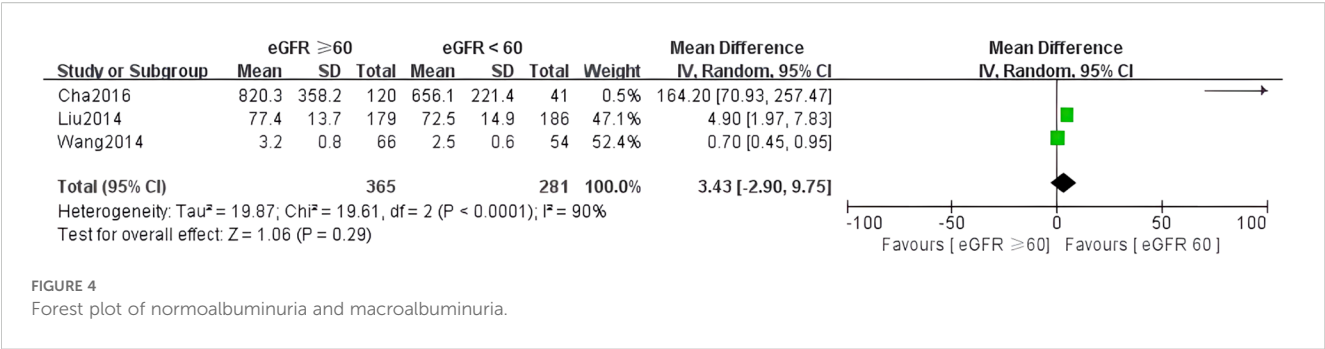 eGFR ≥60 eGFR < 60 Mean Difference Mean Difference
Study or Subgroup Mean SD Total Mean SD Total Weight IV, Random, 95% CI IV, Random, 95% CI
Cha2016 820.3 358.2 120 656.1 221.4 41 0.5% 164.20 [70.93, 257.47]
Liu2014 77.4 13.7 179 72.5 14.9 186 47.1% 4.90 [1.97, 7.83]
Wang2014 3.2 0.8 66 2.5 0.6 54 52.4% 0.70 [0.45, 0.95]
Total (95% CI) 365 281 100.0% 3.43 [-2.90, 9.75]
Heterogeneity: Tau² = 19.87; Chi² = 19.61, df = 2 (P < 0.0001); I² = 90%
Test for overall effect: Z = 1.06 (P = 0.29)
-100 -50 0 50 100
Favours [ eGFR ≥60] Favours [ eGFR 60 ]
FIGURE 4
Forest plot of normoalbuminuria and macroalbuminuria.